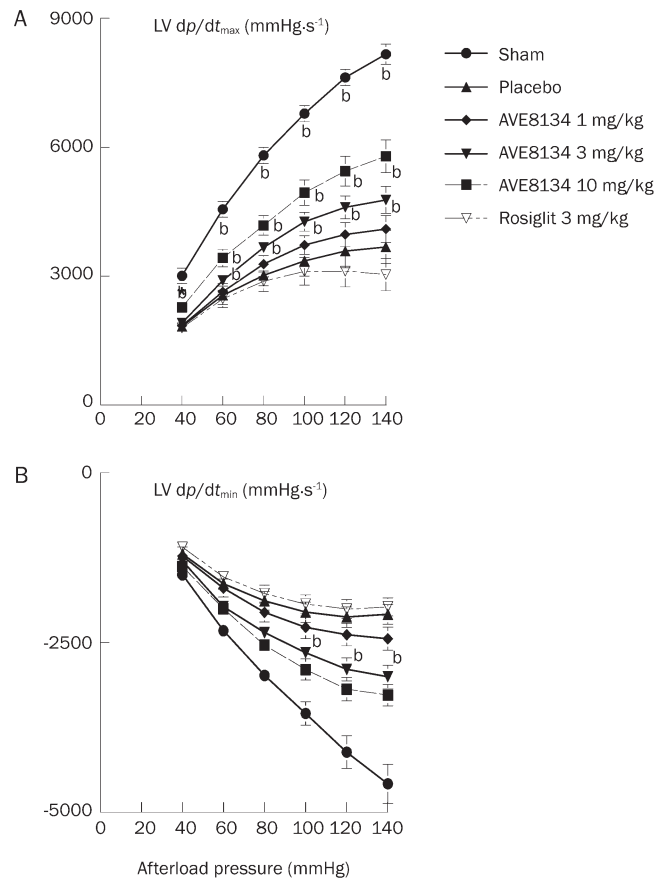 A
9000
LV dp/dtmax (mmHg·s-1)
Sham
Placebo
AVE8134 1 mg/kg
AVE8134 3 mg/kg
AVE8134 10 mg/kg
Rosiglit 3 mg/kg
b
b
b
6000
b
b
b
b
b
b
b
b
b
b
b
b
3000
b
0
0 20 40 60 80 100 120 140
B
0
LV dp/dtmin (mmHg·s-1)
-2500
b
b
b
-5000
0 20 40 60 80 100 120 140
Afterload pressure (mmHg)